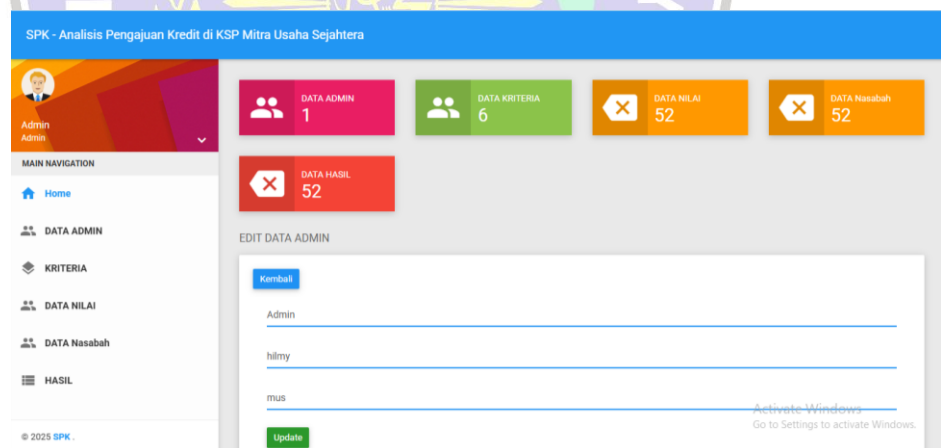 SPK - Analisis Pengajuan Kredit di KSP Mitra Usaha Sejahtera
Admin
Admin
MAIN NAVIGATION
Home
DATA ADMIN
KRITERIA
DATA NILAI
DATA Nasabah
HASIL
© 2025 SPK .
DATA ADMIN
1
DATA KRITERIA
6
DATA NILAI
52
DATA Nasabah
52
DATA HASIL
52
EDIT DATA ADMIN
Kembali
Admin
hilmy
mus
Update
Activate Windows
Go to Settings to activate Windows.